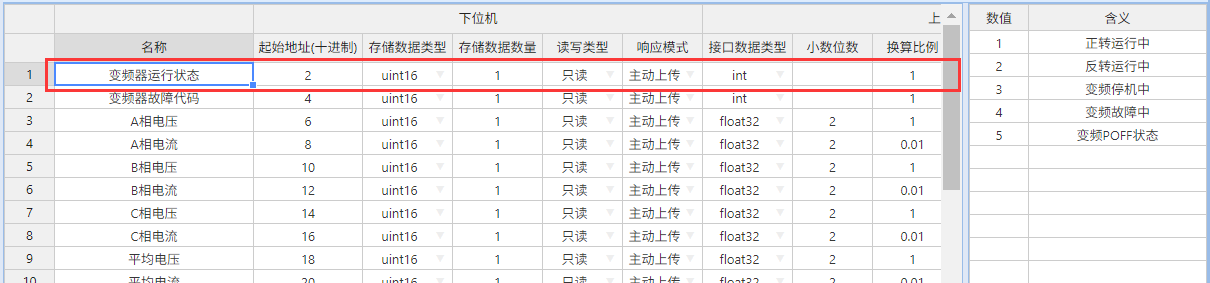 下位机 上
名称 起始地址(十进制) 存储数据类型 存储数据数量 读写类型 响应模式 接口数据类型 小数位数 换算比例
1 变频器运行状态 2 uint16 1 只读 主动上传 int 1
2 变频器故障代码 4 uint16 1 只读 主动上传 int 1
3 A相电压 6 uint16 1 只读 主动上传 float32 2 1
4 A相电流 8 uint16 1 只读 主动上传 float32 2 0.01
5 B相电压 10 uint16 1 只读 主动上传 float32 2 1
6 B相电流 12 uint16 1 只读 主动上传 float32 2 0.01
7 C相电压 14 uint16 1 只读 主动上传 float32 2 1
8 C相电流 16 uint16 1 只读 主动上传 float32 2 0.01
9 平均电压 18 uint16 1 只读 主动上传 float32 2 1
10 平均电流 20 uint16 1 只读 主动上传 float32 2 0.01
数值 含义
1 正转运行中
2 反转运行中
3 变频停机中
4 变频故障中
5 变频POFF状态